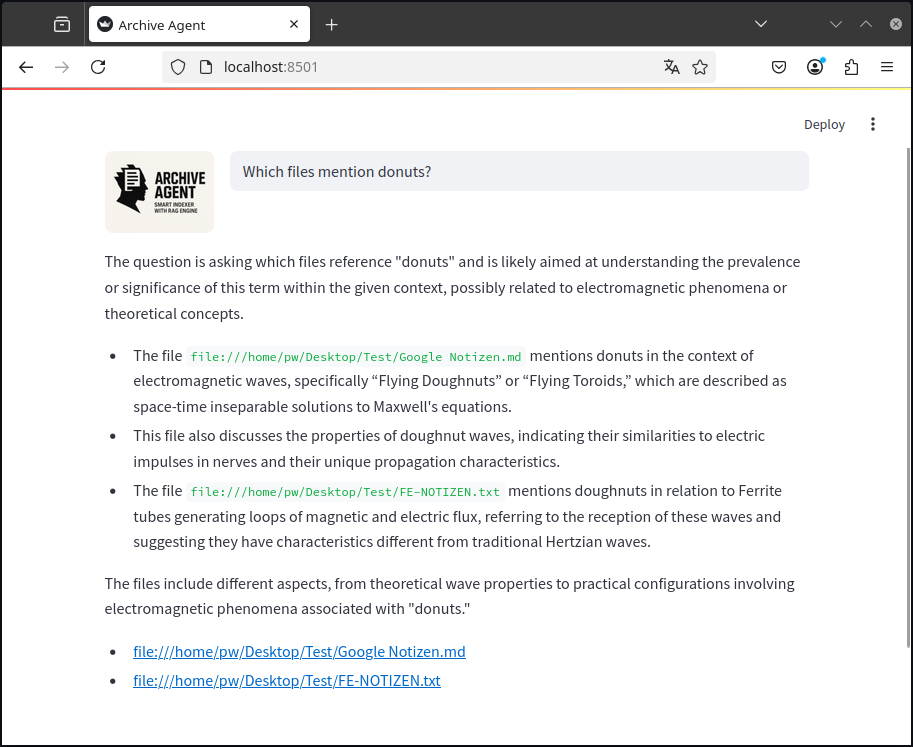 Archive Agent
localhost:8501
Deploy
ARCHIVE
AGENT
SMART INDEXER
WITH RAG ENGINE
Which files mention donuts?
The question is asking which files reference "donuts" and is likely aimed at understanding the prevalence
or significance of this term within the given context, possibly related to electromagnetic phenomena or
theoretical concepts.
• The file file:///home/pw/Desktop/Test/Google Notizen.md mentions donuts in the context of
electromagnetic waves, specifically “Flying Doughnuts” or “Flying Toroids,” which are described as
space-time inseparable solutions to Maxwell's equations.
• This file also discusses the properties of doughnut waves, indicating their similarities to electric
impulses in nerves and their unique propagation characteristics.
• The file file:///home/pw/Desktop/Test/FE-NOTIZEN.txt mentions doughnuts in relation to Ferrite
tubes generating loops of magnetic and electric flux, referring to the reception of these waves and
suggesting they have characteristics different from traditional Hertzian waves.
The files include different aspects, from theoretical wave properties to practical configurations involving
electromagnetic phenomena associated with "donuts."
• file:///home/pw/Desktop/Test/Google Notizen.md
• file:///home/pw/Desktop/Test/FE-NOTIZEN.txt